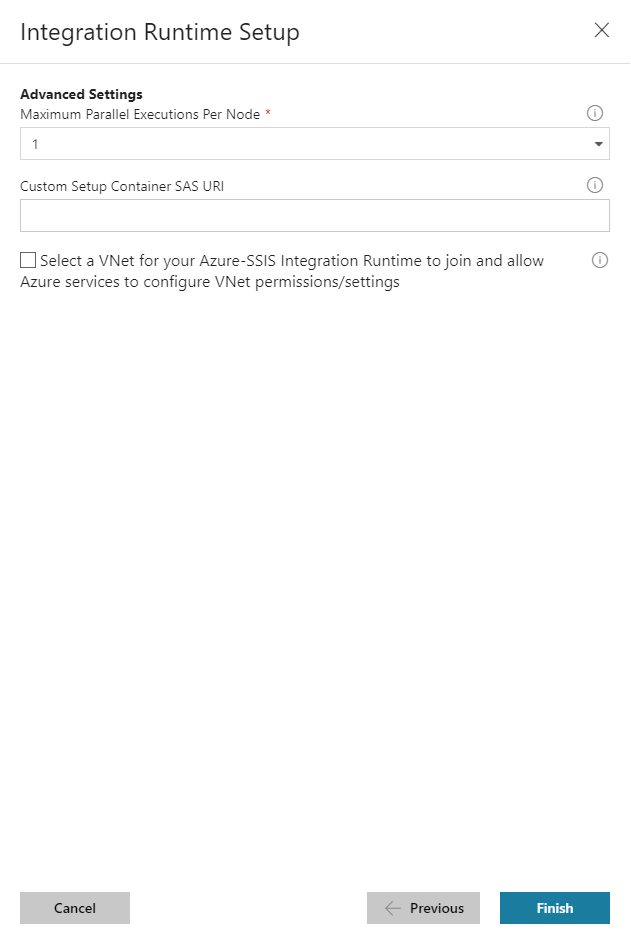 Integration Runtime Setup
Advanced Settings
Maximum Parallel Executions Per Node *
1
Custom Setup Container SAS URI
Select a VNet for your Azure-SSIS Integration Runtime to join and allow
Azure services to configure VNet permissions/settings
Cancel
Previous
Finish